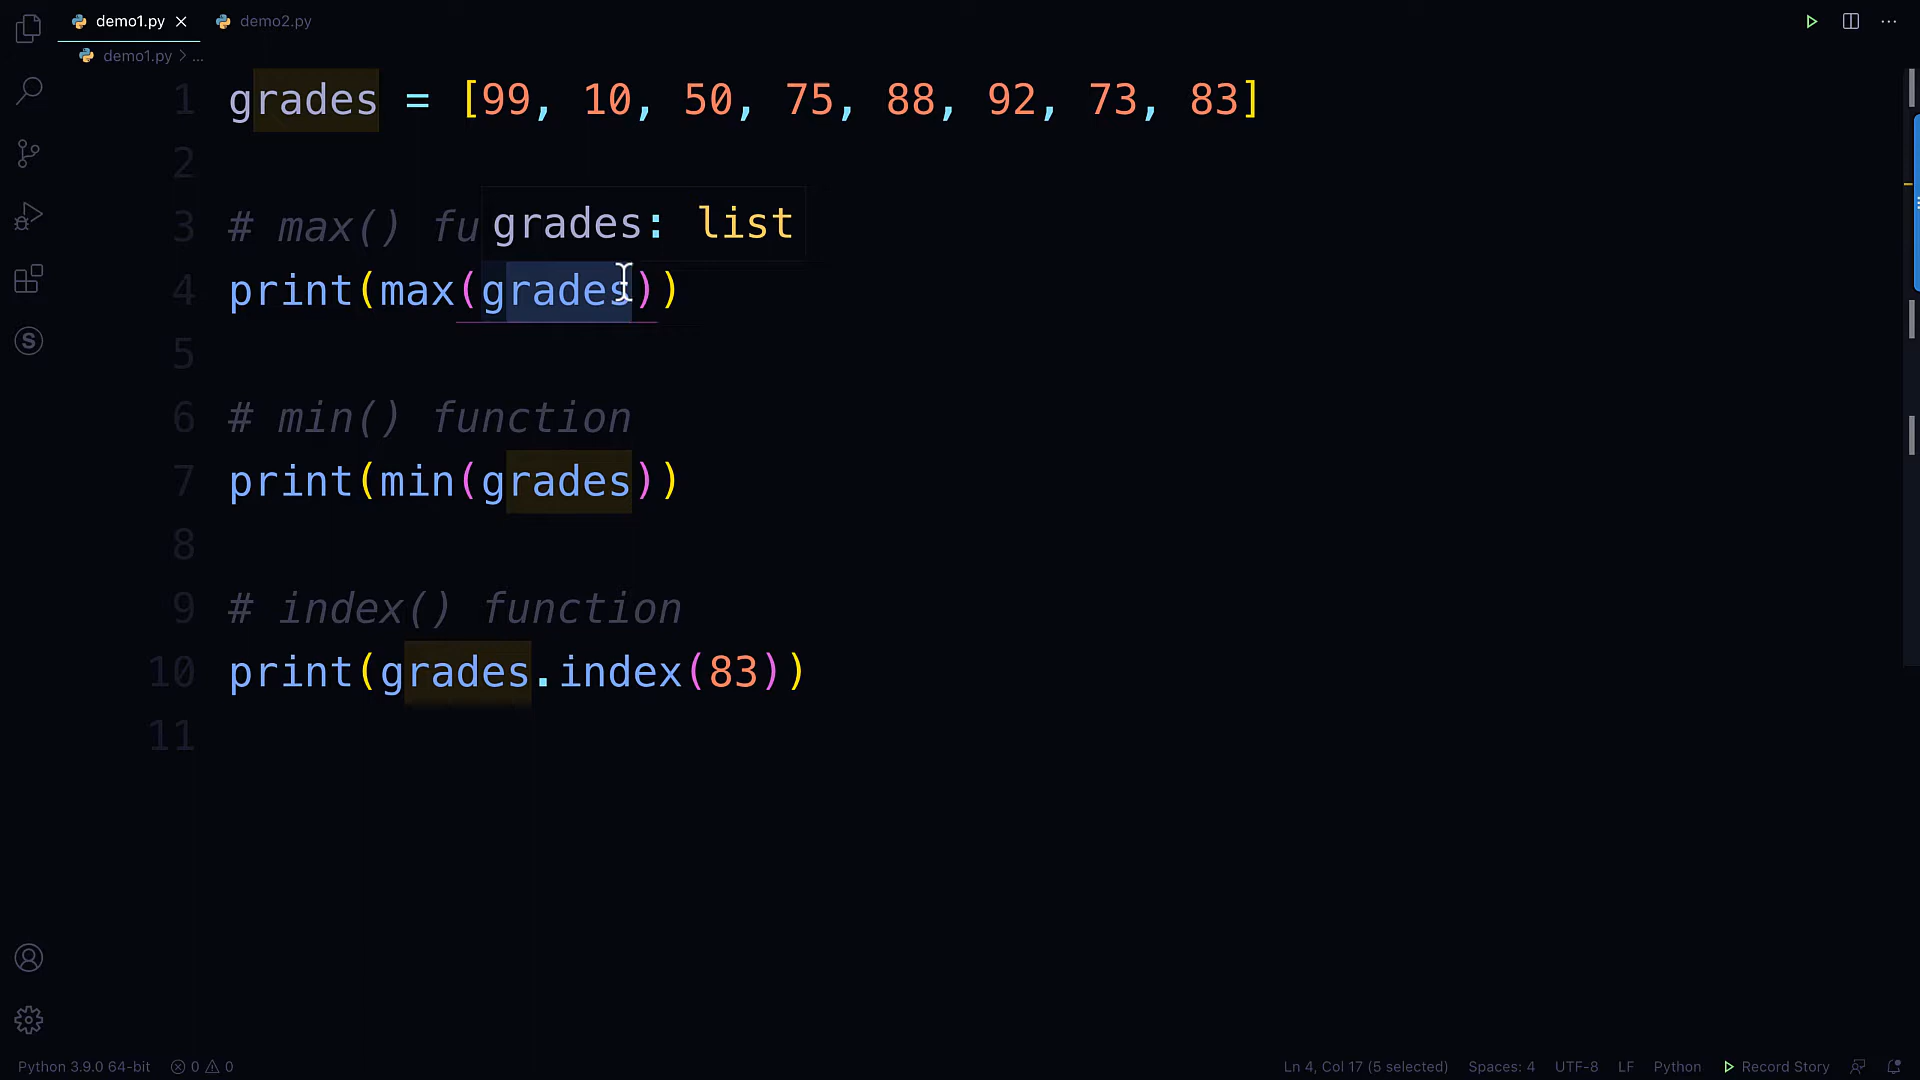 demo1.py
demo2.py
demo1.py > ...
1 grades = [99, 10, 50, 75, 88, 92, 73, 83]
2
grades: list
3 # max() fu
4 print(max(grades))
5
6 # min() function
7 print(min(grades))
8
9 # index() function
10 print(grades.index(83))
11
Python 3.9.0 64-bit 0 0 Ln 4, Col 17 (5 selected) Spaces: 4 UTF-8 LF Python Record Story